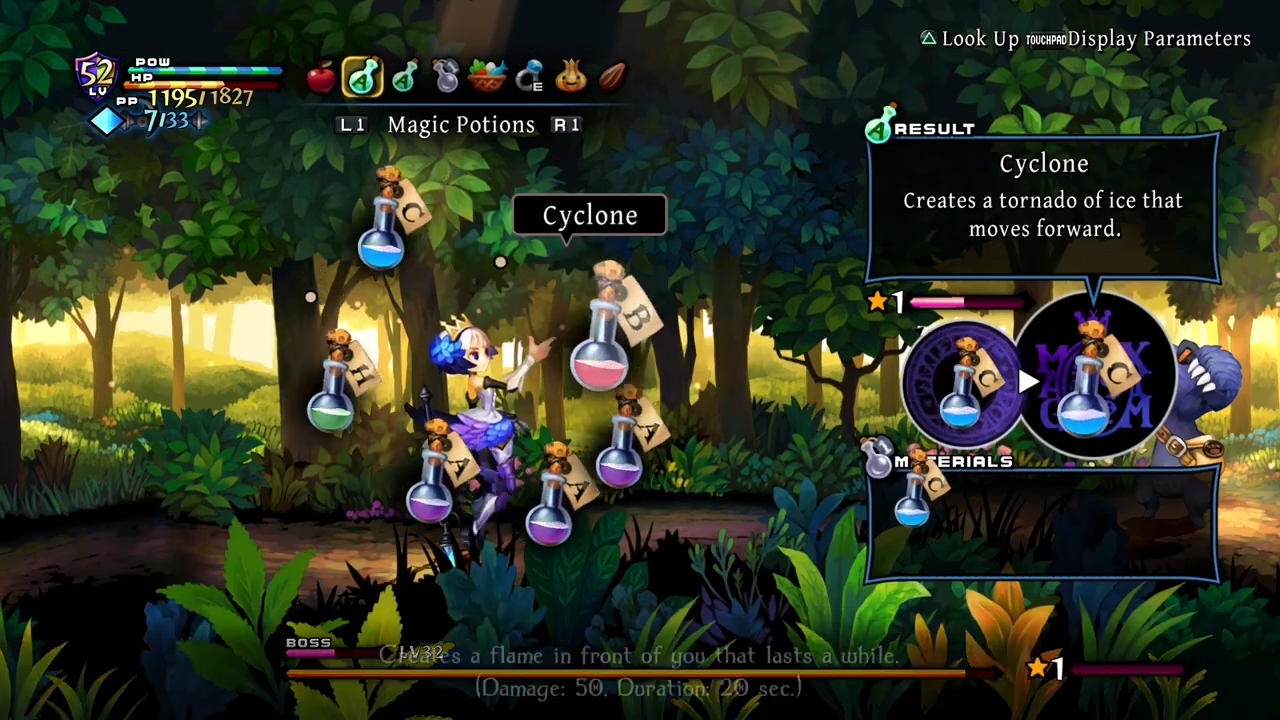 Look Up TOUCHPAD Display Parameters
52
LV
POW
HP
1195/1827
PP
7/33
E
L1 Magic Potions R1
A RESULT
Cyclone
Creates a tornado of ice that
moves forward.
C
Cyclone
B
1
H
C
C
A
A
A
MATERIALS
C
BOSS
LV32
Creates a flame in front of you that lasts a while.
(Damage: 50, Duration: 20 sec.)
1